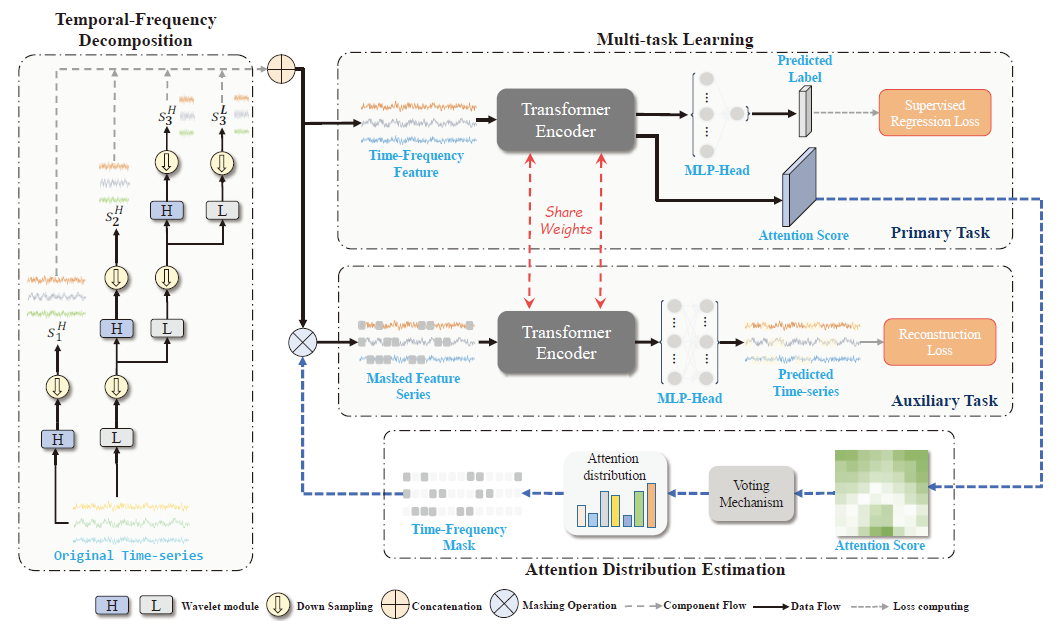 Temporal-Frequency
Decomposition
Multi-task Learning
S_3^H
S_3^L
H
L
S_2^H
H
L
S_1^H
H
L
Original Time-series
Time-Frequency
Feature
Transformer
Encoder
MLP-Head
Predicted
Label
Supervised
Regression Loss
Attention Score
Primary Task
Share
Weights
Masked Feature
Series
Transformer
Encoder
MLP-Head
Predicted
Time-series
Reconstruction
Loss
Auxiliary Task
Time-Frequency
Mask
Attention
distribution
Voting
Mechanism
Attention Score
Attention Distribution Estimation
H L Wavelet module Down Sampling Concatenation Masking Operation Component Flow Data Flow Loss computing